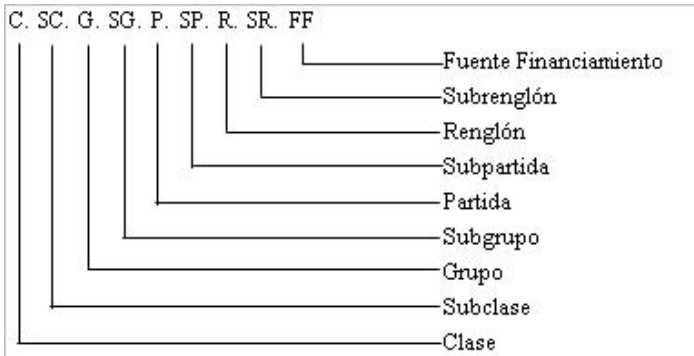 C. SC. G. SG. P. SP. R. SR. FF
Fuente Financiamiento
Subrenglón
Renglón
Subpartida
Partida
Subgrupo
Grupo
Subclase
Clase